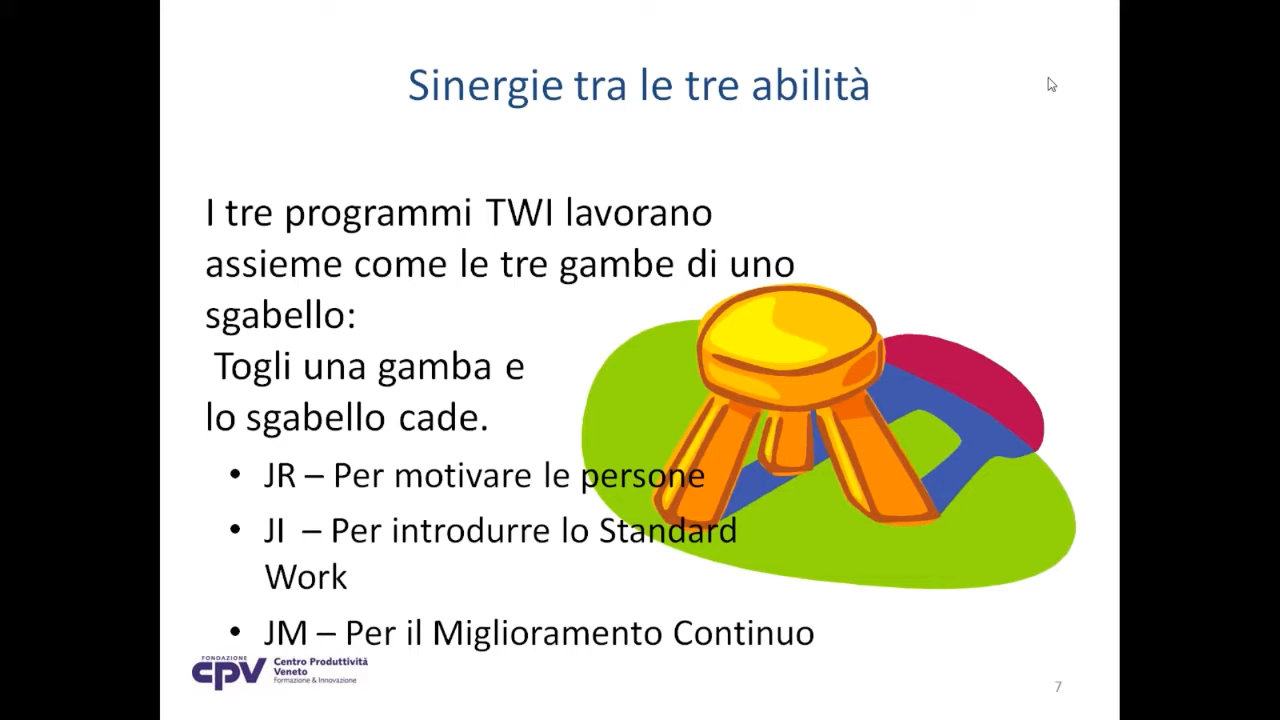 Sinergie tra le tre abilità
I tre programmi TWI lavorano
assieme come le tre gambe di uno
sgabello:
Togli una gamba e
lo sgabello cade.
• JR – Per motivare le persone
• JI – Per introdurre lo Standard
Work
• JM – Per il Miglioramento Continuo
FONDAZIONE
CPV
Centro Produttività
Veneto
Formazione & Innovazione
7